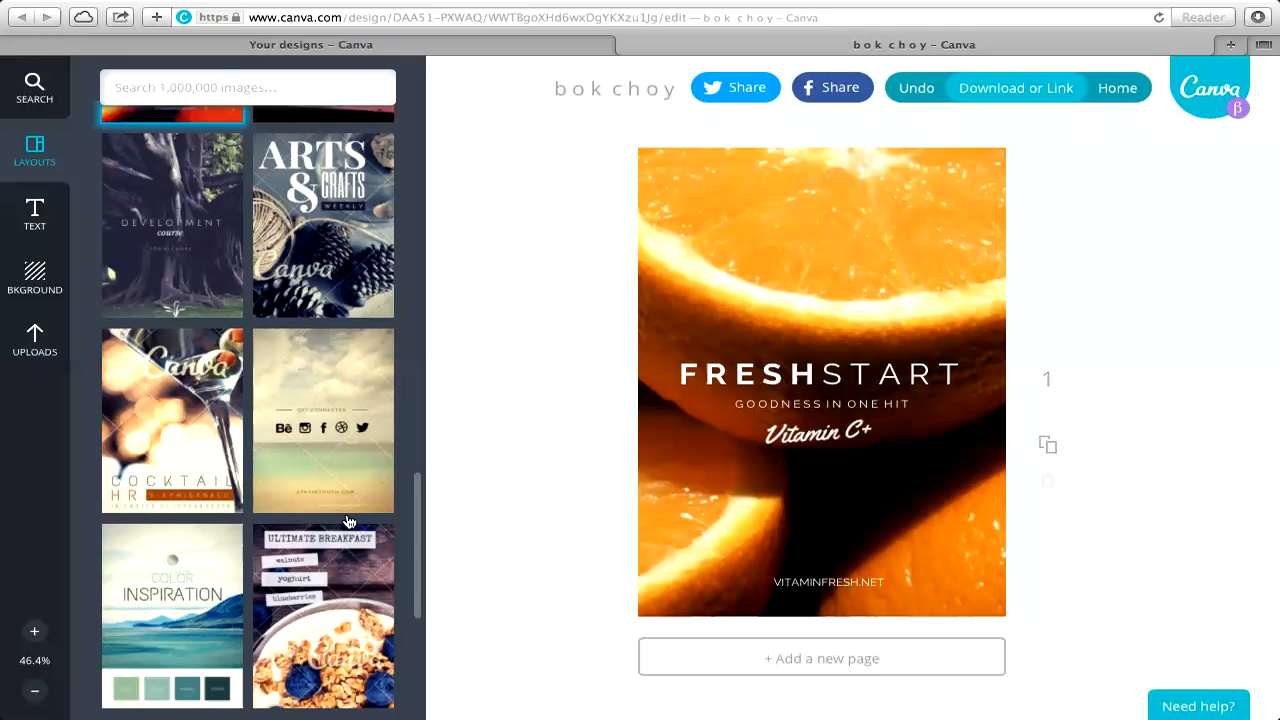 https www.canva.com/design/DAA51-PXWAQ/WWTBgoXHd6wxDgYKXzu1Jg/edit — b o k c h o y – Canva
Reader
Your designs – Canva
b o k c h o y – Canva
SEARCH
LAYOUTS
TEXT
BKGROUND
UPLOADS
46.4%
Search 1,000,000 images...
DEVELOPMENT
course
ARTS
& CRAFTS
WEEKLY
Canva
Canva
COCKTAIL
HR
GET CONNECTED
Bē
COLOR
INSPIRATION
ULTIMATE BREAKFAST
walnuts
yoghurt
blueberries
Canva
bok choy
Share
Share
Undo
Download or Link
Home
Canva
β
FRESHSTART
GOODNESS IN ONE HIT
Vitamin C+
VITAMINFRESH.NET
1
+ Add a new page
Need help?